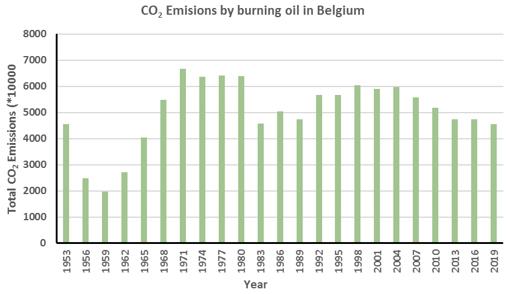 CO₂ Emisions by burning oil in Belgium
Total CO₂ Emissions (*10000
8000
7000
6000
5000
4000
3000
2000
1000
0
1953 1956 1959 1962 1965 1968 1971 1974 1977 1980 1983 1986 1989 1992 1995 1998 2001 2004 2007 2010 2013 2016 2019
Year